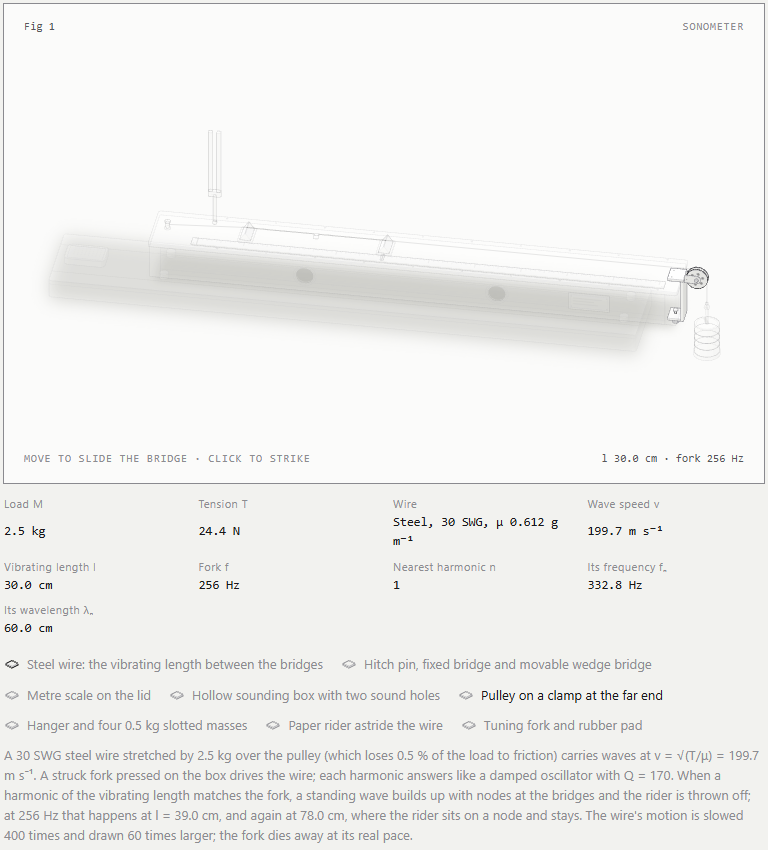 Fig 1
SONOMETER
MOVE TO SLIDE THE BRIDGE · CLICK TO STRIKE
l 30.0 cm · fork 256 Hz
Load M
Tension T
Wire
Wave speed v
2.5 kg
24.4 N
Steel, 30 SWG, μ 0.612 g
m⁻¹
199.7 m s⁻¹
Vibrating length l
Fork f
Nearest harmonic n
Its frequency fₙ
30.0 cm
256 Hz
1
332.8 Hz
Its wavelength λₙ
60.0 cm
Steel wire: the vibrating length between the bridges
Hitch pin, fixed bridge and movable wedge bridge
Metre scale on the lid
Hollow sounding box with two sound holes
Pulley on a clamp at the far end
Hanger and four 0.5 kg slotted masses
Paper rider astride the wire
Tuning fork and rubber pad
A 30 SWG steel wire stretched by 2.5 kg over the pulley (which loses 0.5 % of the load to friction) carries waves at v = √(T/μ) = 199.7
m s⁻¹. A struck fork pressed on the box drives the wire; each harmonic answers like a damped oscillator with Q = 170. When a
harmonic of the vibrating length matches the fork, a standing wave builds up with nodes at the bridges and the rider is thrown off;
at 256 Hz that happens at l = 39.0 cm, and again at 78.0 cm, where the rider sits on a node and stays. The wire's motion is slowed
400 times and drawn 60 times larger; the fork dies away at its real pace.